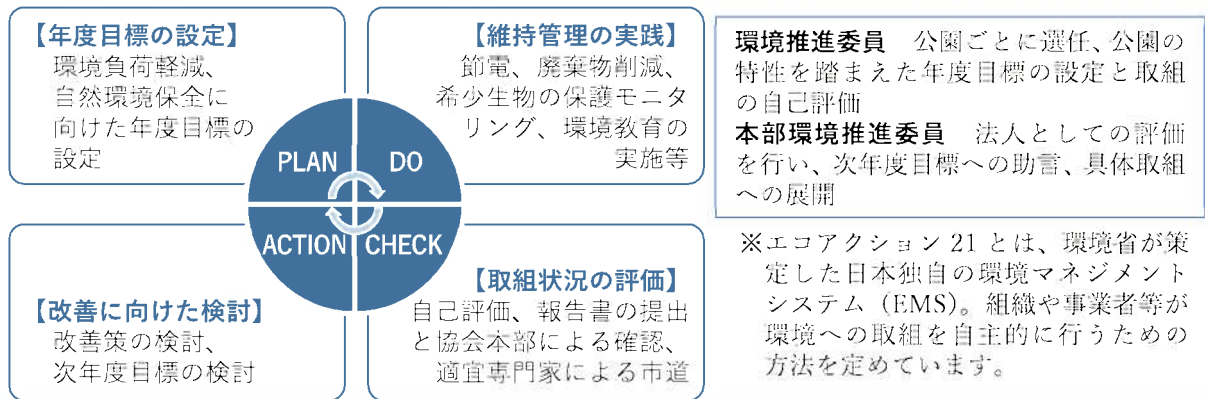 【年度目標の設定】
環境負荷軽減、
自然環境保全に
向けた年度目標の
設定
【維持管理の実践】
節電、廃棄物削減、
希少生物の保護モニタ
リング、環境教育の
実施等
PLAN
DO
ACTION
CHECK
【改善に向けた検討】
改善策の検討、
次年度目標の検討
【取組状況の評価】
自己評価、報告書の提出
と協会本部による確認、
適宜専門家による市道
環境推進委員　公園ごとに選任、公園の
特性を踏まえた年度目標の設定と取組
の自己評価
本部環境推進委員　法人としての評価
を行い、次年度目標への助言、具体取組
への展開
※エコアクション 21 とは、環境省が策
定した日本独自の環境マネジメント
システム（EMS）。組織や事業者等が
環境への取組を自主的に行うための
方法を定めています。